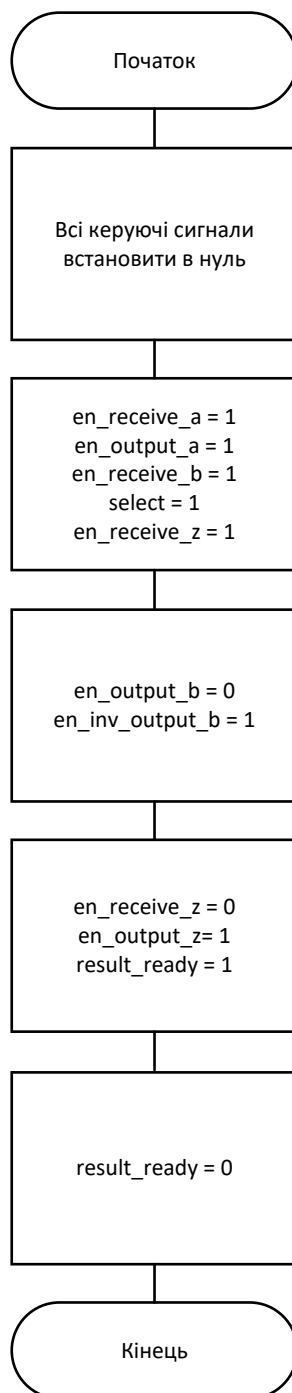 Початок
Всі керуючі сигнали
встановити в нуль
en_receive_a = 1
en_output_a = 1
en_receive_b = 1
select = 1
en_receive_z = 1
en_output_b = 0
en_inv_output_b = 1
en_receive_z = 0
en_output_z= 1
result_ready = 1
result_ready = 0
Кінець